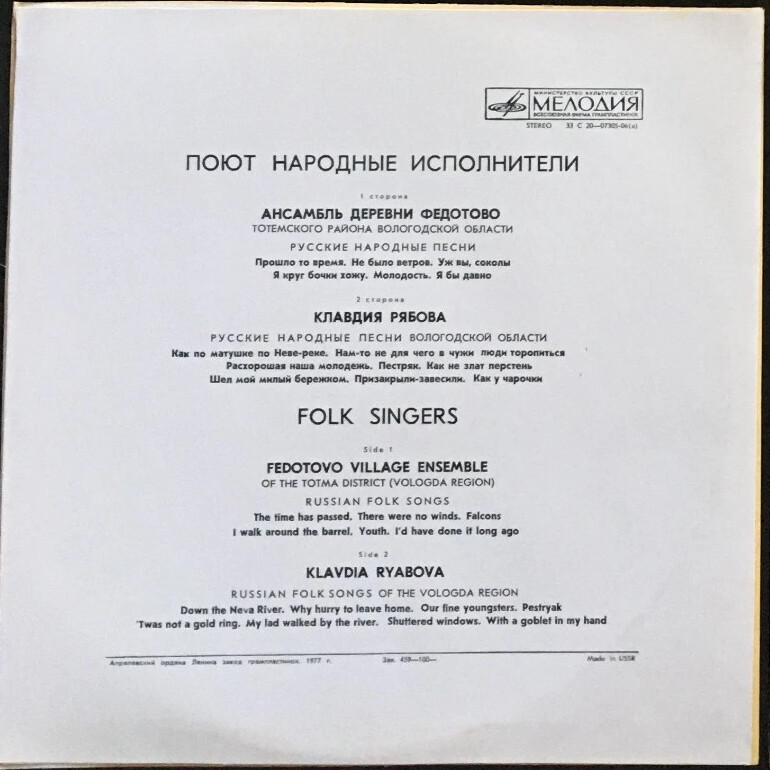 МИНИСТЕРСТВО КУЛЬТУРЫ СССР
МЕЛОДИЯ
ВСЕСОЮЗНАЯ ФИРМА ГРАМПЛАСТИНОК
STEREO 33 С 20—07305-06(а)
ПОЮТ НАРОДНЫЕ ИСПОЛНИТЕЛИ
1 сторона
АНСАМБЛЬ ДЕРЕВНИ ФЕДОТОВО
ТОТЕМСКОГО РАЙОНА ВОЛОГОДСКОЙ ОБЛАСТИ
РУССКИЕ НАРОДНЫЕ ПЕСНИ
Прошло то время. Не было ветров. Уж вы, соколы
Я круг бочки хожу. Молодость. Я бы давно
2 сторона
КЛАВДИЯ РЯБОВА
РУССКИЕ НАРОДНЫЕ ПЕСНИ ВОЛОГОДСКОЙ ОБЛАСТИ
Как по матушке по Неве-реке. Нам-то не для чего в чужи люди торопиться
Расхорошая наша молодежь. Пестряк. Как не злат перстень
Шел мой милый бережном. Призакрыли-завесили. Как у чарочки
FOLK SINGERS
Side 1
FEDOTOVO VILLAGE ENSEMBLE
OF THE TOTMA DISTRICT (VOLOGDA REGION)
RUSSIAN FOLK SONGS
The time has passed. There were no winds. Falcons
I walk around the barrel. Youth. I'd have done it long ago
Side 2
KLAVDIA RYABOVA
RUSSIAN FOLK SONGS OF THE VOLOGDA REGION
Down the Neva River. Why hurry to leave home. Our fine youngsters. Pestryak
'Twas not a gold ring. My lad walked by the river. Shuttered windows. With a goblet in my hand
Апрелевский ордена Ленина завод грампластинок. 1977 г. Зак. 459—100— Made in USSR